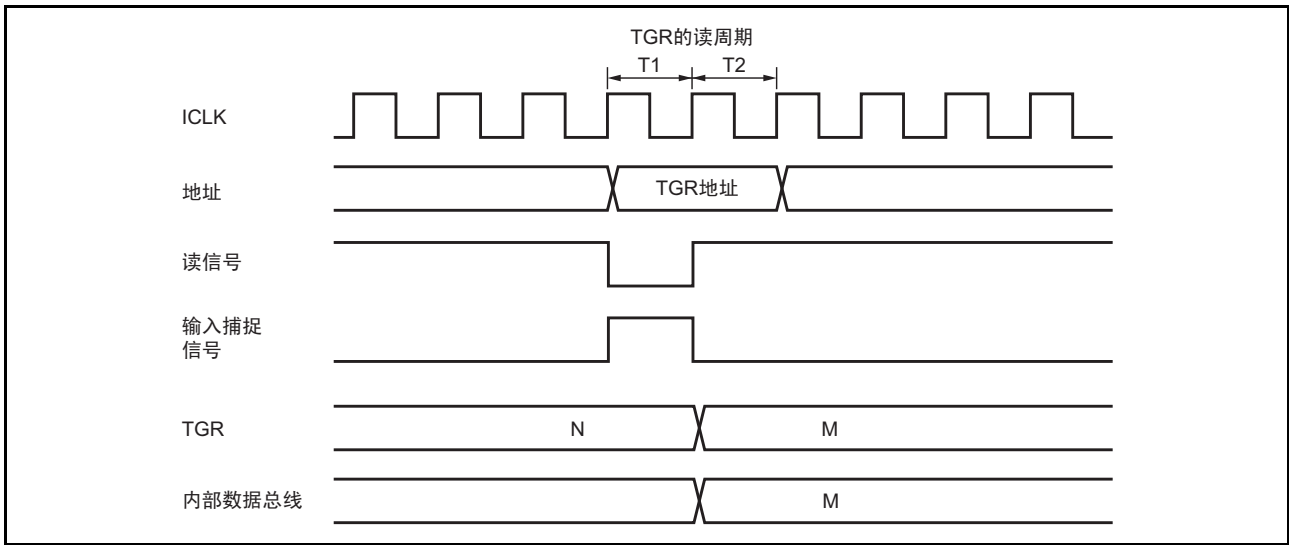 TGR的读周期
T1 T2
ICLK
地址 TGR地址
读信号
输入捕捉
信号
TGR N M
内部数据总线 M